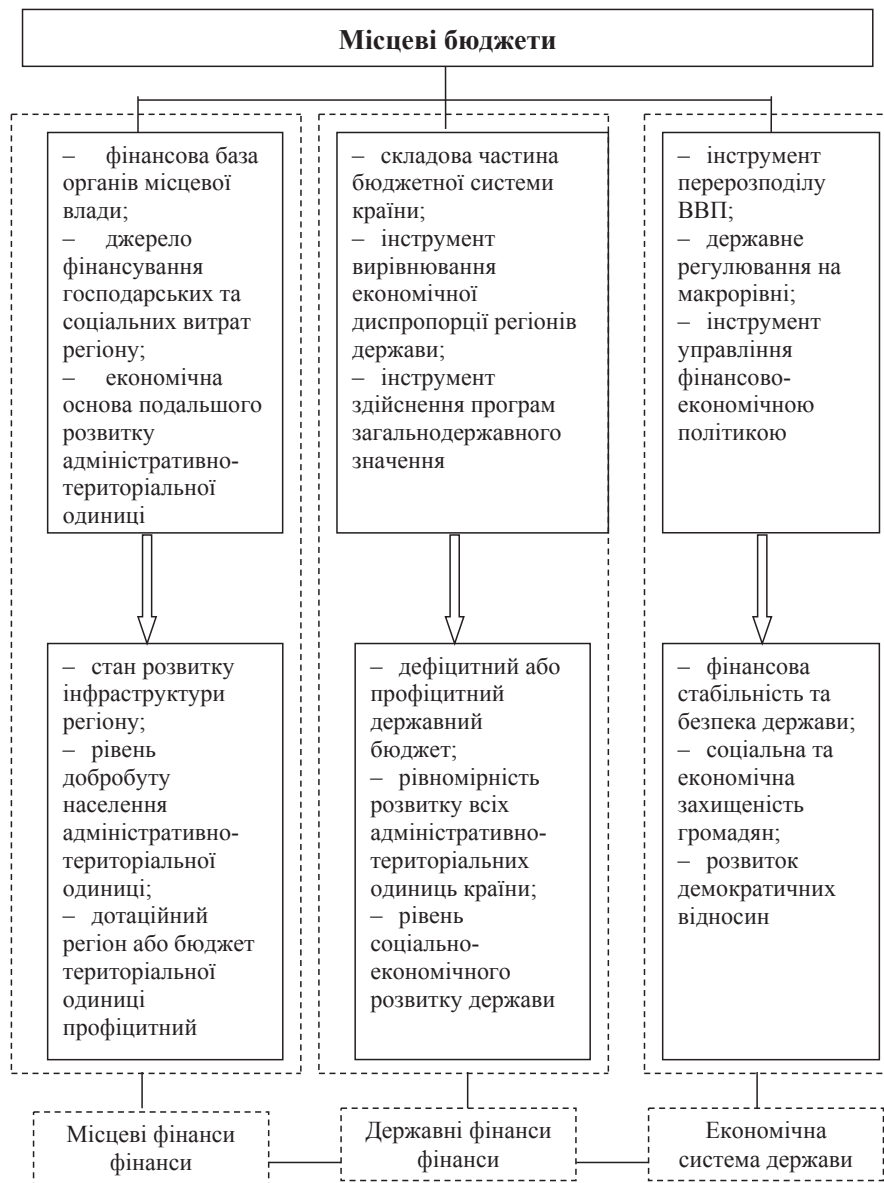 Місцеві бюджети
– фінансова база
органів місцевої
влади;
– джерело
фінансування
господарських та
соціальних витрат
регіону;
– економічна
основа подальшого
розвитку
адміністративно-
територіальної
одиниці
– складова частина
бюджетної системи
країни;
– інструмент
вирівнювання
економічної
диспропорції регіонів
держави;
– інструмент
здійснення програм
загальнодержавного
значення
– інструмент
перерозподілу
ВВП;
– державне
регулювання на
макрорівні;
– інструмент
управління
фінансово-
економічною
політикою
– стан розвитку
інфраструктури
регіону;
– рівень
добробуту
населення
адміністративно-
територіальної
одиниці;
– дотаційний
регіон або бюджет
територіальної
одиниці
профіцитний
– дефіцитний або
профіцитний
державний
бюджет;
– рівномірність
розвитку всіх
адміністративно-
територіальних
одиниць країни;
– рівень
соціально-
економічного
розвитку держави
– фінансова
стабільність та
безпека держави;
– соціальна та
економічна
захищеність
громадян;
– розвиток
демократичних
відносин
Місцеві фінанси
фінанси
Державні фінанси
фінанси
Економічна
система держави